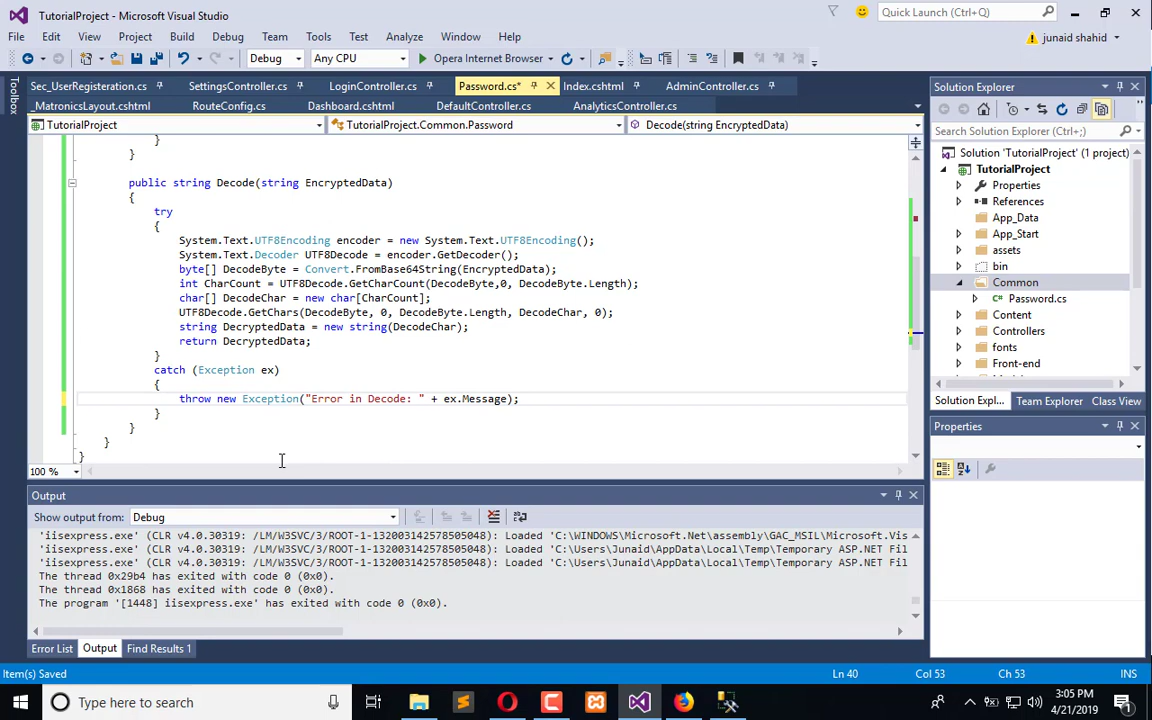 TutorialProject - Microsoft Visual Studio
Quick Launch (Ctrl+;)
File Edit View Project Build Debug Team Tools Test Analyze Window Help
junaid shahid
Debug Any CPU Opera Internet Browser
Toolbox
Sec_UserRegisteration.cs SettingsController.cs LoginController.cs Password.cs* Index.cshtml AdminController.cs
_MatronicsLayout.cshtml RouteConfig.cs Dashboard.cshtml DefaultController.cs AnalyticsController.cs
TutorialProject TutorialProject.Common.Password Decode(string EncryptedData)
}
}
public string Decode(string EncryptedData)
{
try
{
System.Text.UTF8Encoding encoder = new System.Text.UTF8Encoding();
System.Text.Decoder UTF8Decode = encoder.GetDecoder();
byte[] DecodeByte = Convert.FromBase64String(EncryptedData);
int CharCount = UTF8Decode.GetCharCount(DecodeByte,0, DecodeByte.Length);
char[] DecodeChar = new char[CharCount];
UTF8Decode.GetChars(DecodeByte, 0, DecodeByte.Length, DecodeChar, 0);
string DecryptedData = new string(DecodeChar);
return DecryptedData;
}
catch (Exception ex)
{
throw new Exception("Error in Decode: " + ex.Message);
}
}
}
}
100 %
Solution Explorer
Search Solution Explorer (Ctrl+;)
Solution 'TutorialProject' (1 project)
TutorialProject
Properties
References
App_Data
App_Start
assets
bin
Common
Password.cs
Content
Controllers
fonts
Front-end
Solution Expl... Team Explorer Class View
Properties
Output
Show output from: Debug
'iisexpress.exe' (CLR v4.0.30319: /LM/W3SVC/3/ROOT-1-132003142578505048): Loaded 'C:\WINDOWS\Microsoft.Net\assembly\GAC_MSIL\Microsoft.Vis
'iisexpress.exe' (CLR v4.0.30319: /LM/W3SVC/3/ROOT-1-132003142578505048): Loaded 'C:\Users\Junaid\AppData\Local\Temp\Temporary ASP.NET Fil
'iisexpress.exe' (CLR v4.0.30319: /LM/W3SVC/3/ROOT-1-132003142578505048): Loaded 'C:\Users\Junaid\AppData\Local\Temp\Temporary ASP.NET Fil
The thread 0x29b4 has exited with code 0 (0x0).
The thread 0x1868 has exited with code 0 (0x0).
The program '[1448] iisexpress.exe' has exited with code 0 (0x0).
Error List Output Find Results 1
Item(s) Saved Ln 40 Col 53 Ch 53 INS
Type here to search
3:05 PM
4/21/2019
1